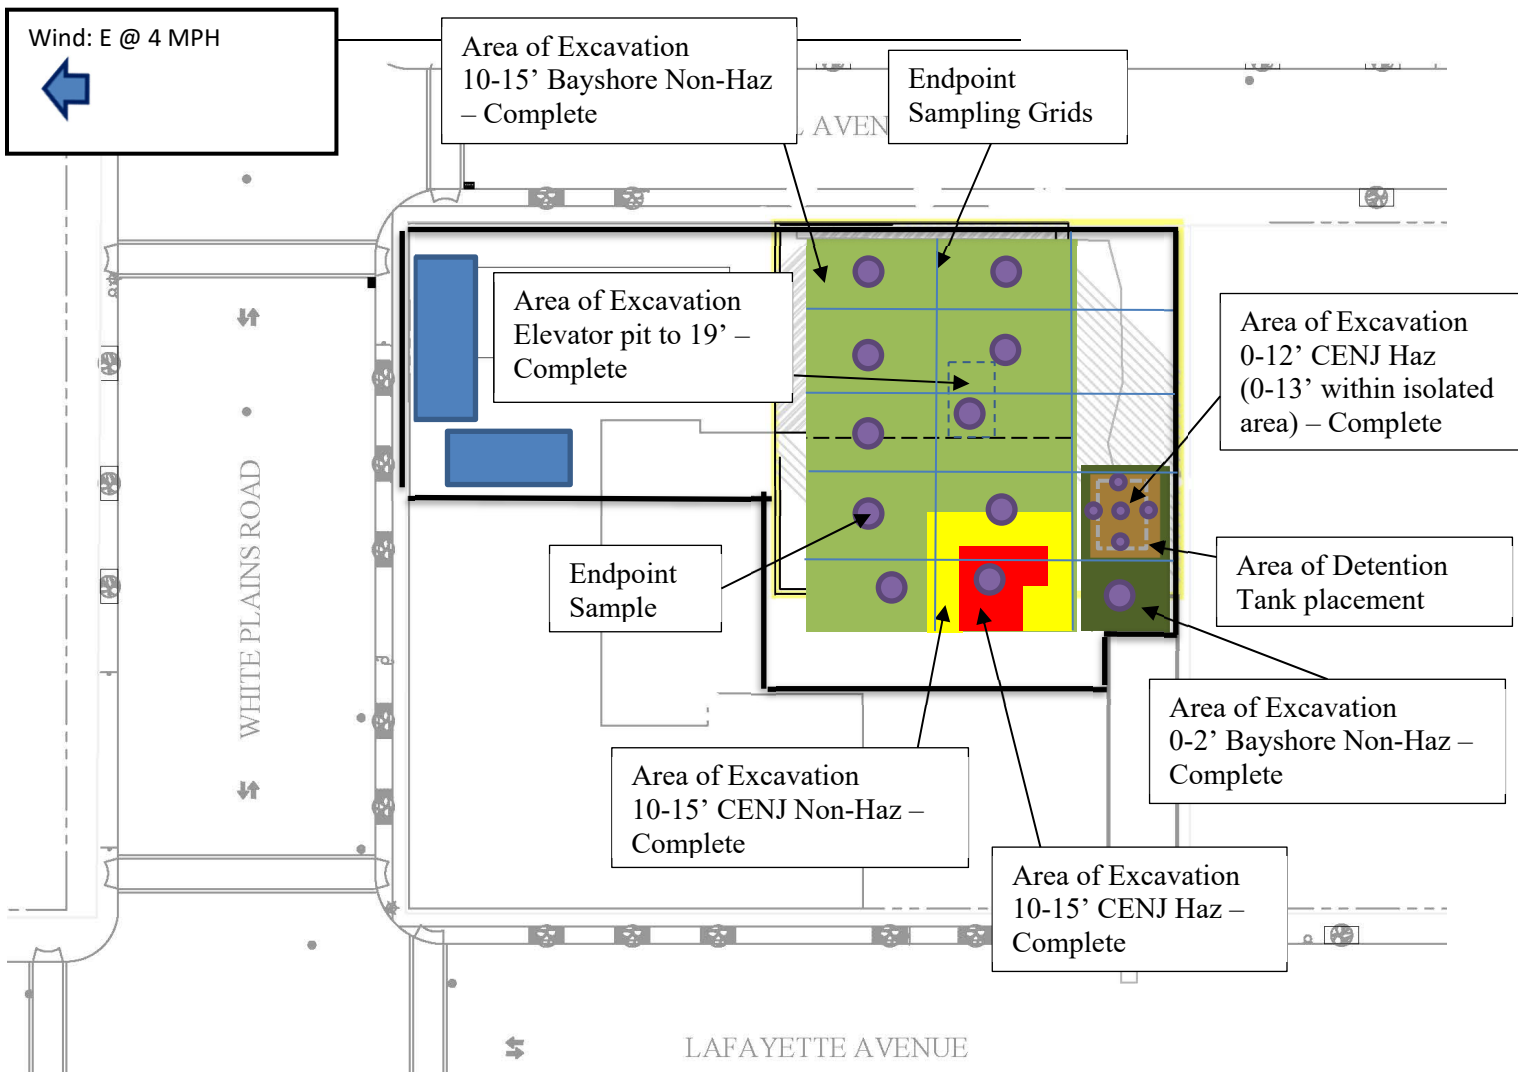 Wind: E @ 4 MPH
Area of Excavation
10-15’ Bayshore Non-Haz
– Complete
Endpoint
Sampling Grids
Area of Excavation
Elevator pit to 19’ –
Complete
Area of Excavation
0-12’ CENJ Haz
(0-13’ within isolated
area) – Complete
WHITE PLAINS ROAD
Endpoint
Sample
Area of Detention
Tank placement
Area of Excavation
0-2’ Bayshore Non-Haz –
Complete
Area of Excavation
10-15’ CENJ Non-Haz –
Complete
Area of Excavation
10-15’ CENJ Haz –
Complete
LAFAYETTE AVENUE